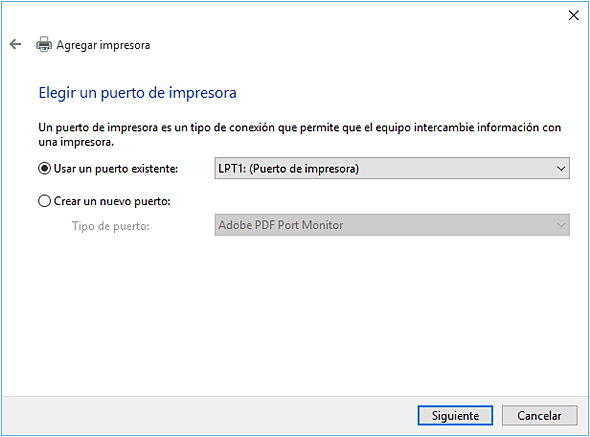 Agregar impresora
Elegir un puerto de impresora
Un puerto de impresora es un tipo de conexión que permite que el equipo intercambie información con
una impresora.
Usar un puerto existente: LPT1: (Puerto de impresora)
Crear un nuevo puerto:
Tipo de puerto: Adobe PDF Port Monitor
Siguiente Cancelar